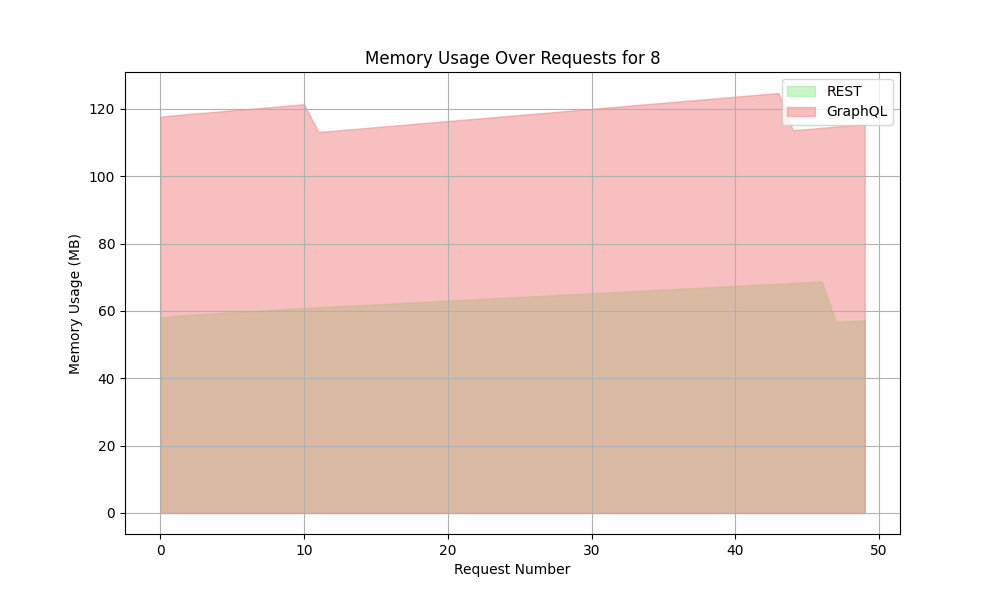 Memory Usage Over Requests for 8
REST
GraphQL
Memory Usage (MB)
120
100
80
60
40
20
0
0 10 20 30 40 50
Request Number